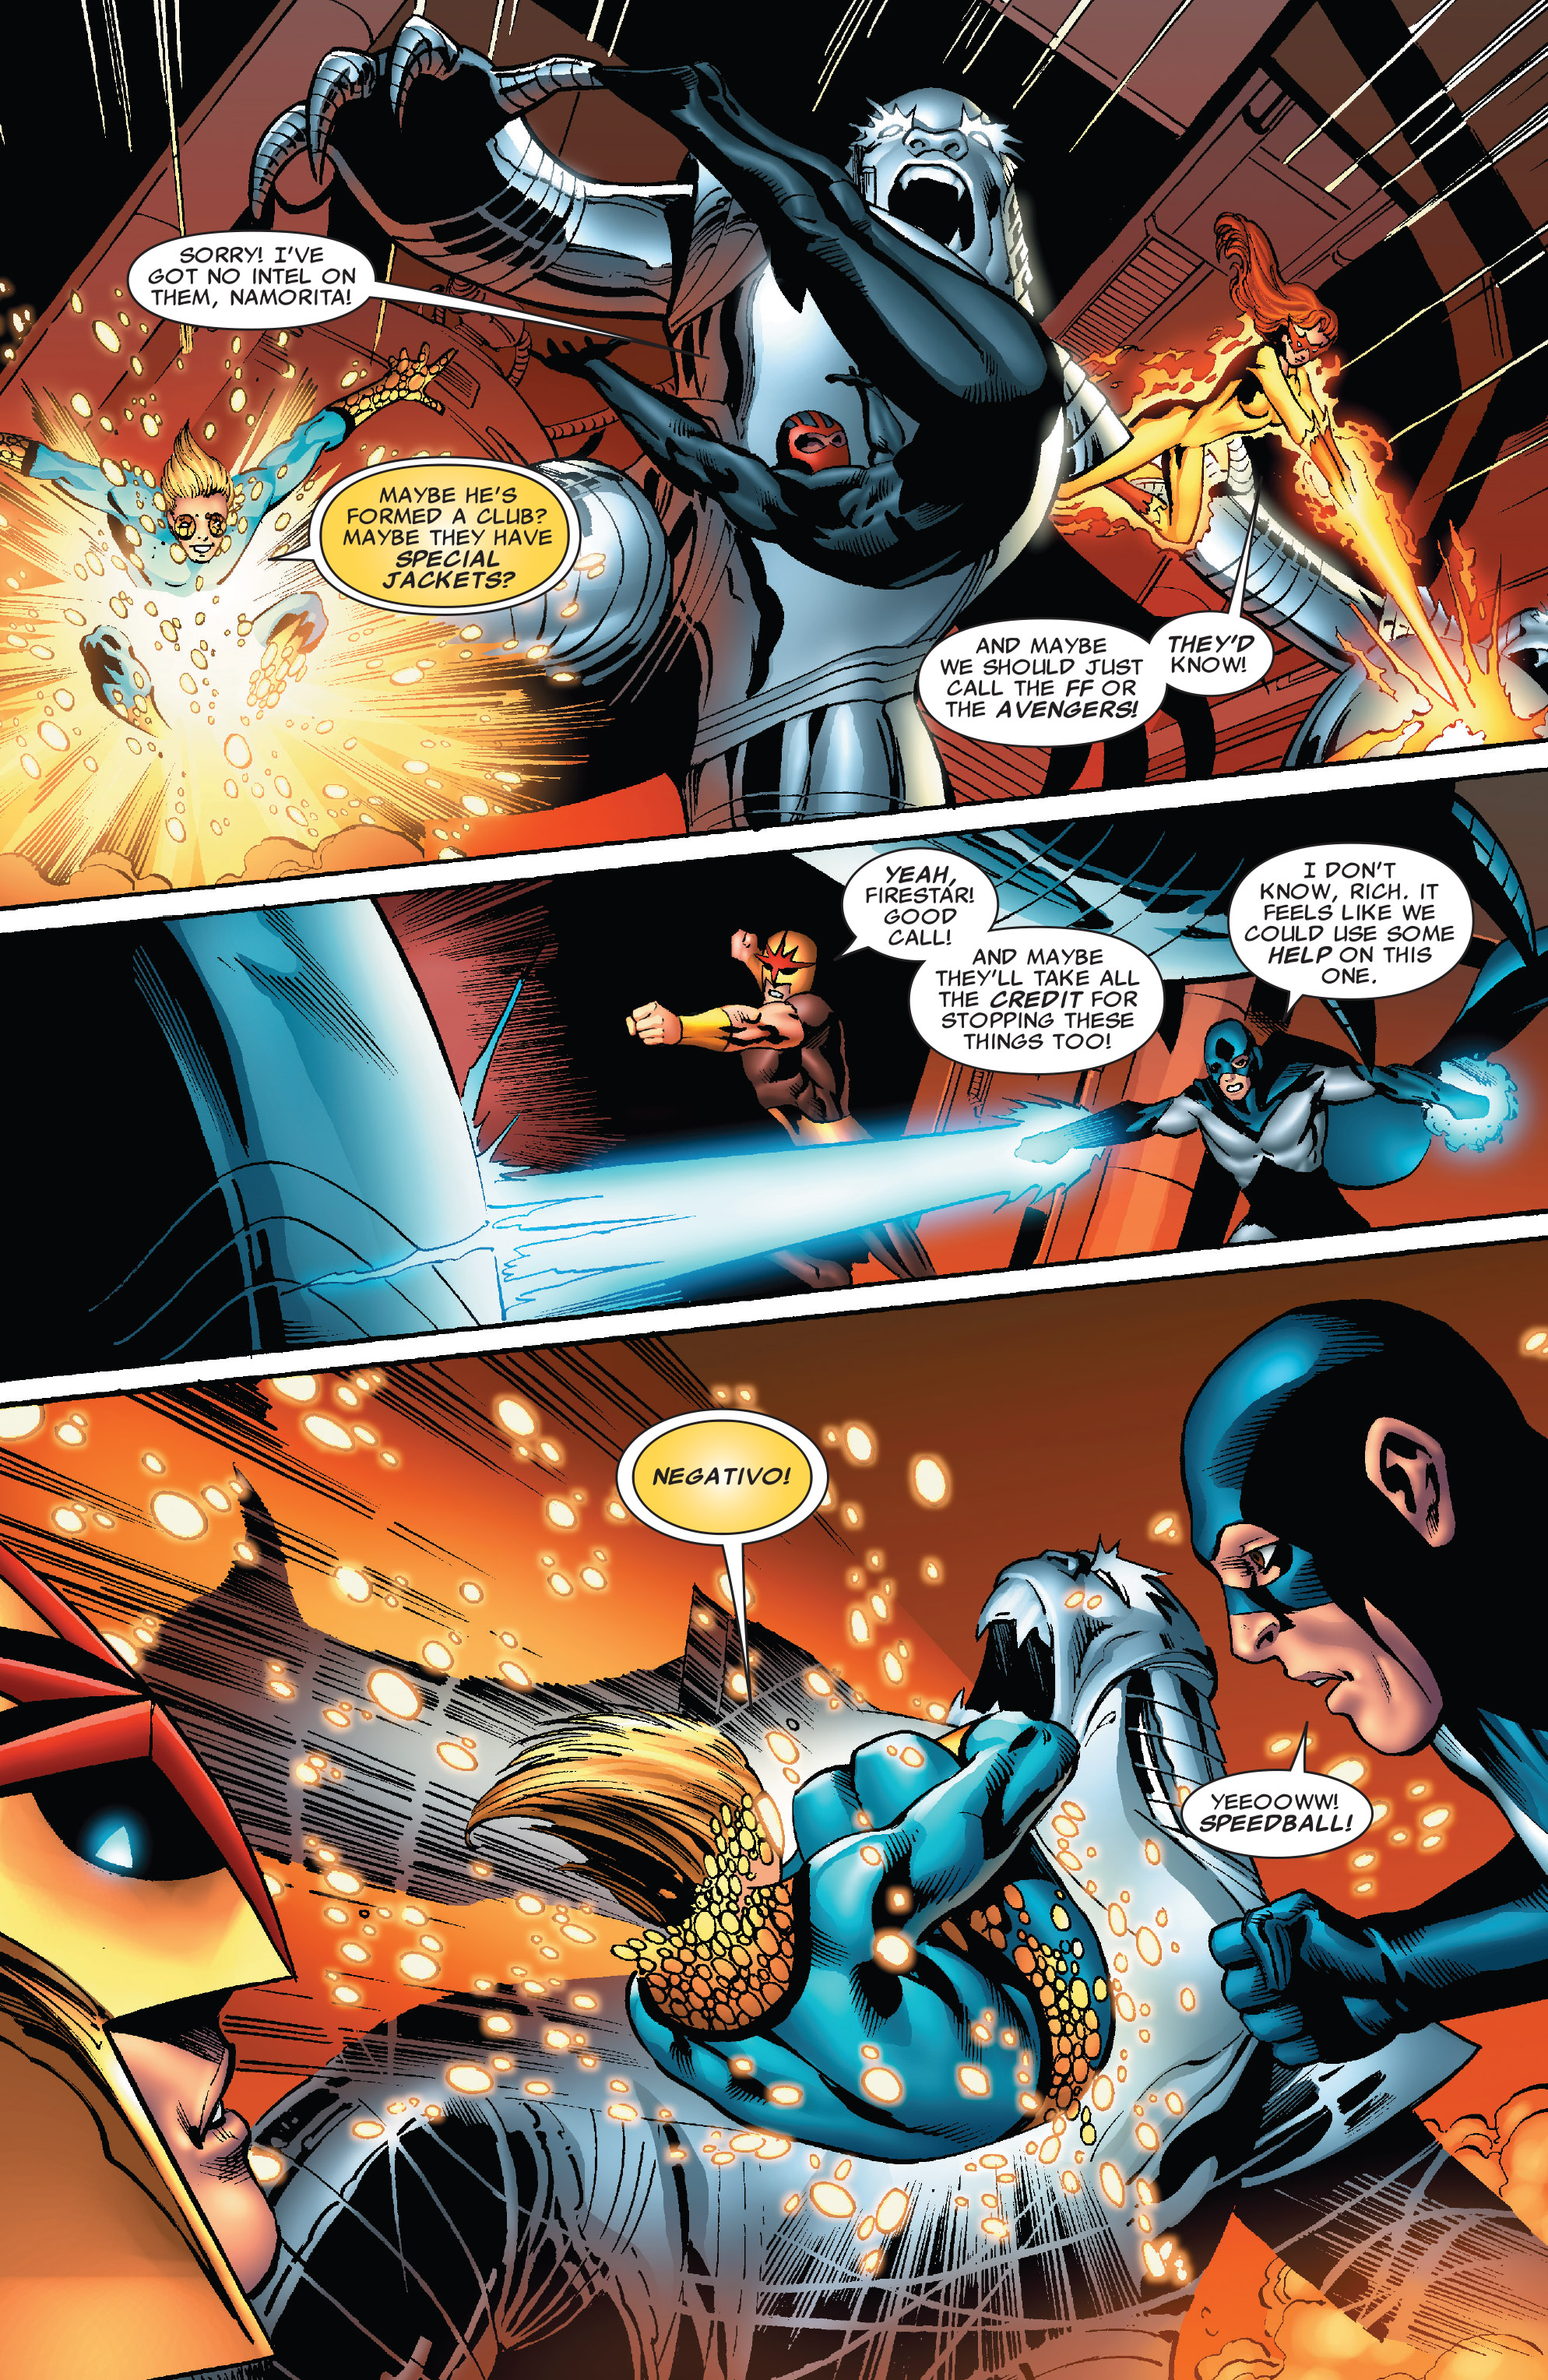 SORRY! I'VE
GOT NO INTEL ON
THEM, NAMORITA!
MAYBE HE'S
FORMED A CLUB?
MAYBE THEY HAVE
SPECIAL
JACKETS?
AND MAYBE
WE SHOULD JUST
CALL THE FF OR
THE AVENGERS!
THEY'D
KNOW!
YEAH,
FIRESTAR!
GOOD
CALL!
AND MAYBE
THEY'LL TAKE ALL
THE CREDIT FOR
STOPPING THESE
THINGS TOO!
I DON'T
KNOW, RICH. IT
FEELS LIKE WE
COULD USE SOME
HELP ON THIS
ONE.
NEGATIVO!
YEEOOWW!
SPEEDBALL!